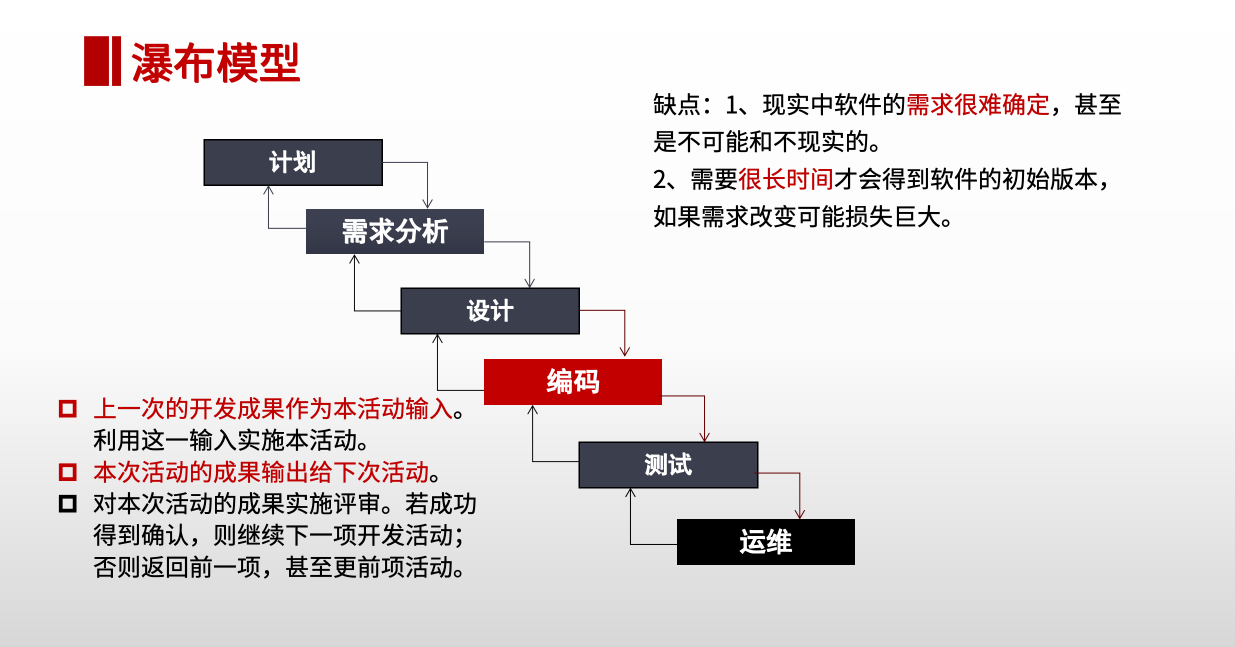 瀑布模型
缺点：1、现实中软件的需求很难确定，甚至
是不可能和不现实的。
2、需要很长时间才会得到软件的初始版本，
如果需求改变可能损失巨大。
计划
需求分析
设计
编码
测试
运维
上一次的开发成果作为本活动输入。
利用这一输入实施本活动。
本次活动的成果输出给下次活动。
对本次活动的成果实施评审。若成功
得到确认，则继续下一项开发活动；
否则返回前一项，甚至更前项活动。